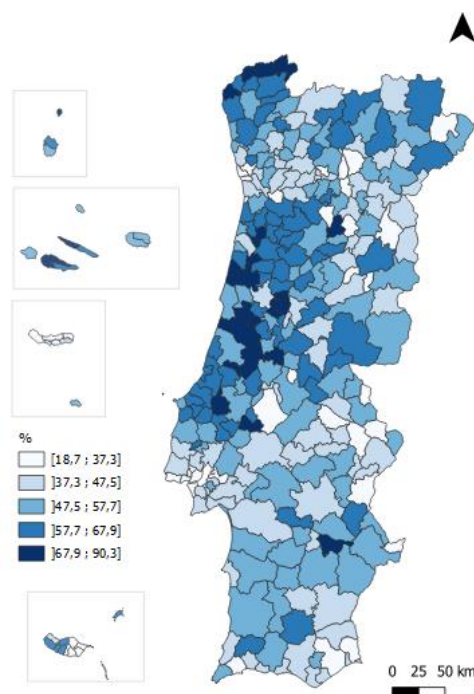 %
]18,7 ; 37,3]
]37,3 ; 47,5]
]47,5 ; 57,7]
]57,7 ; 67,9]
]67,9 ; 90,3]
0 25 50 km